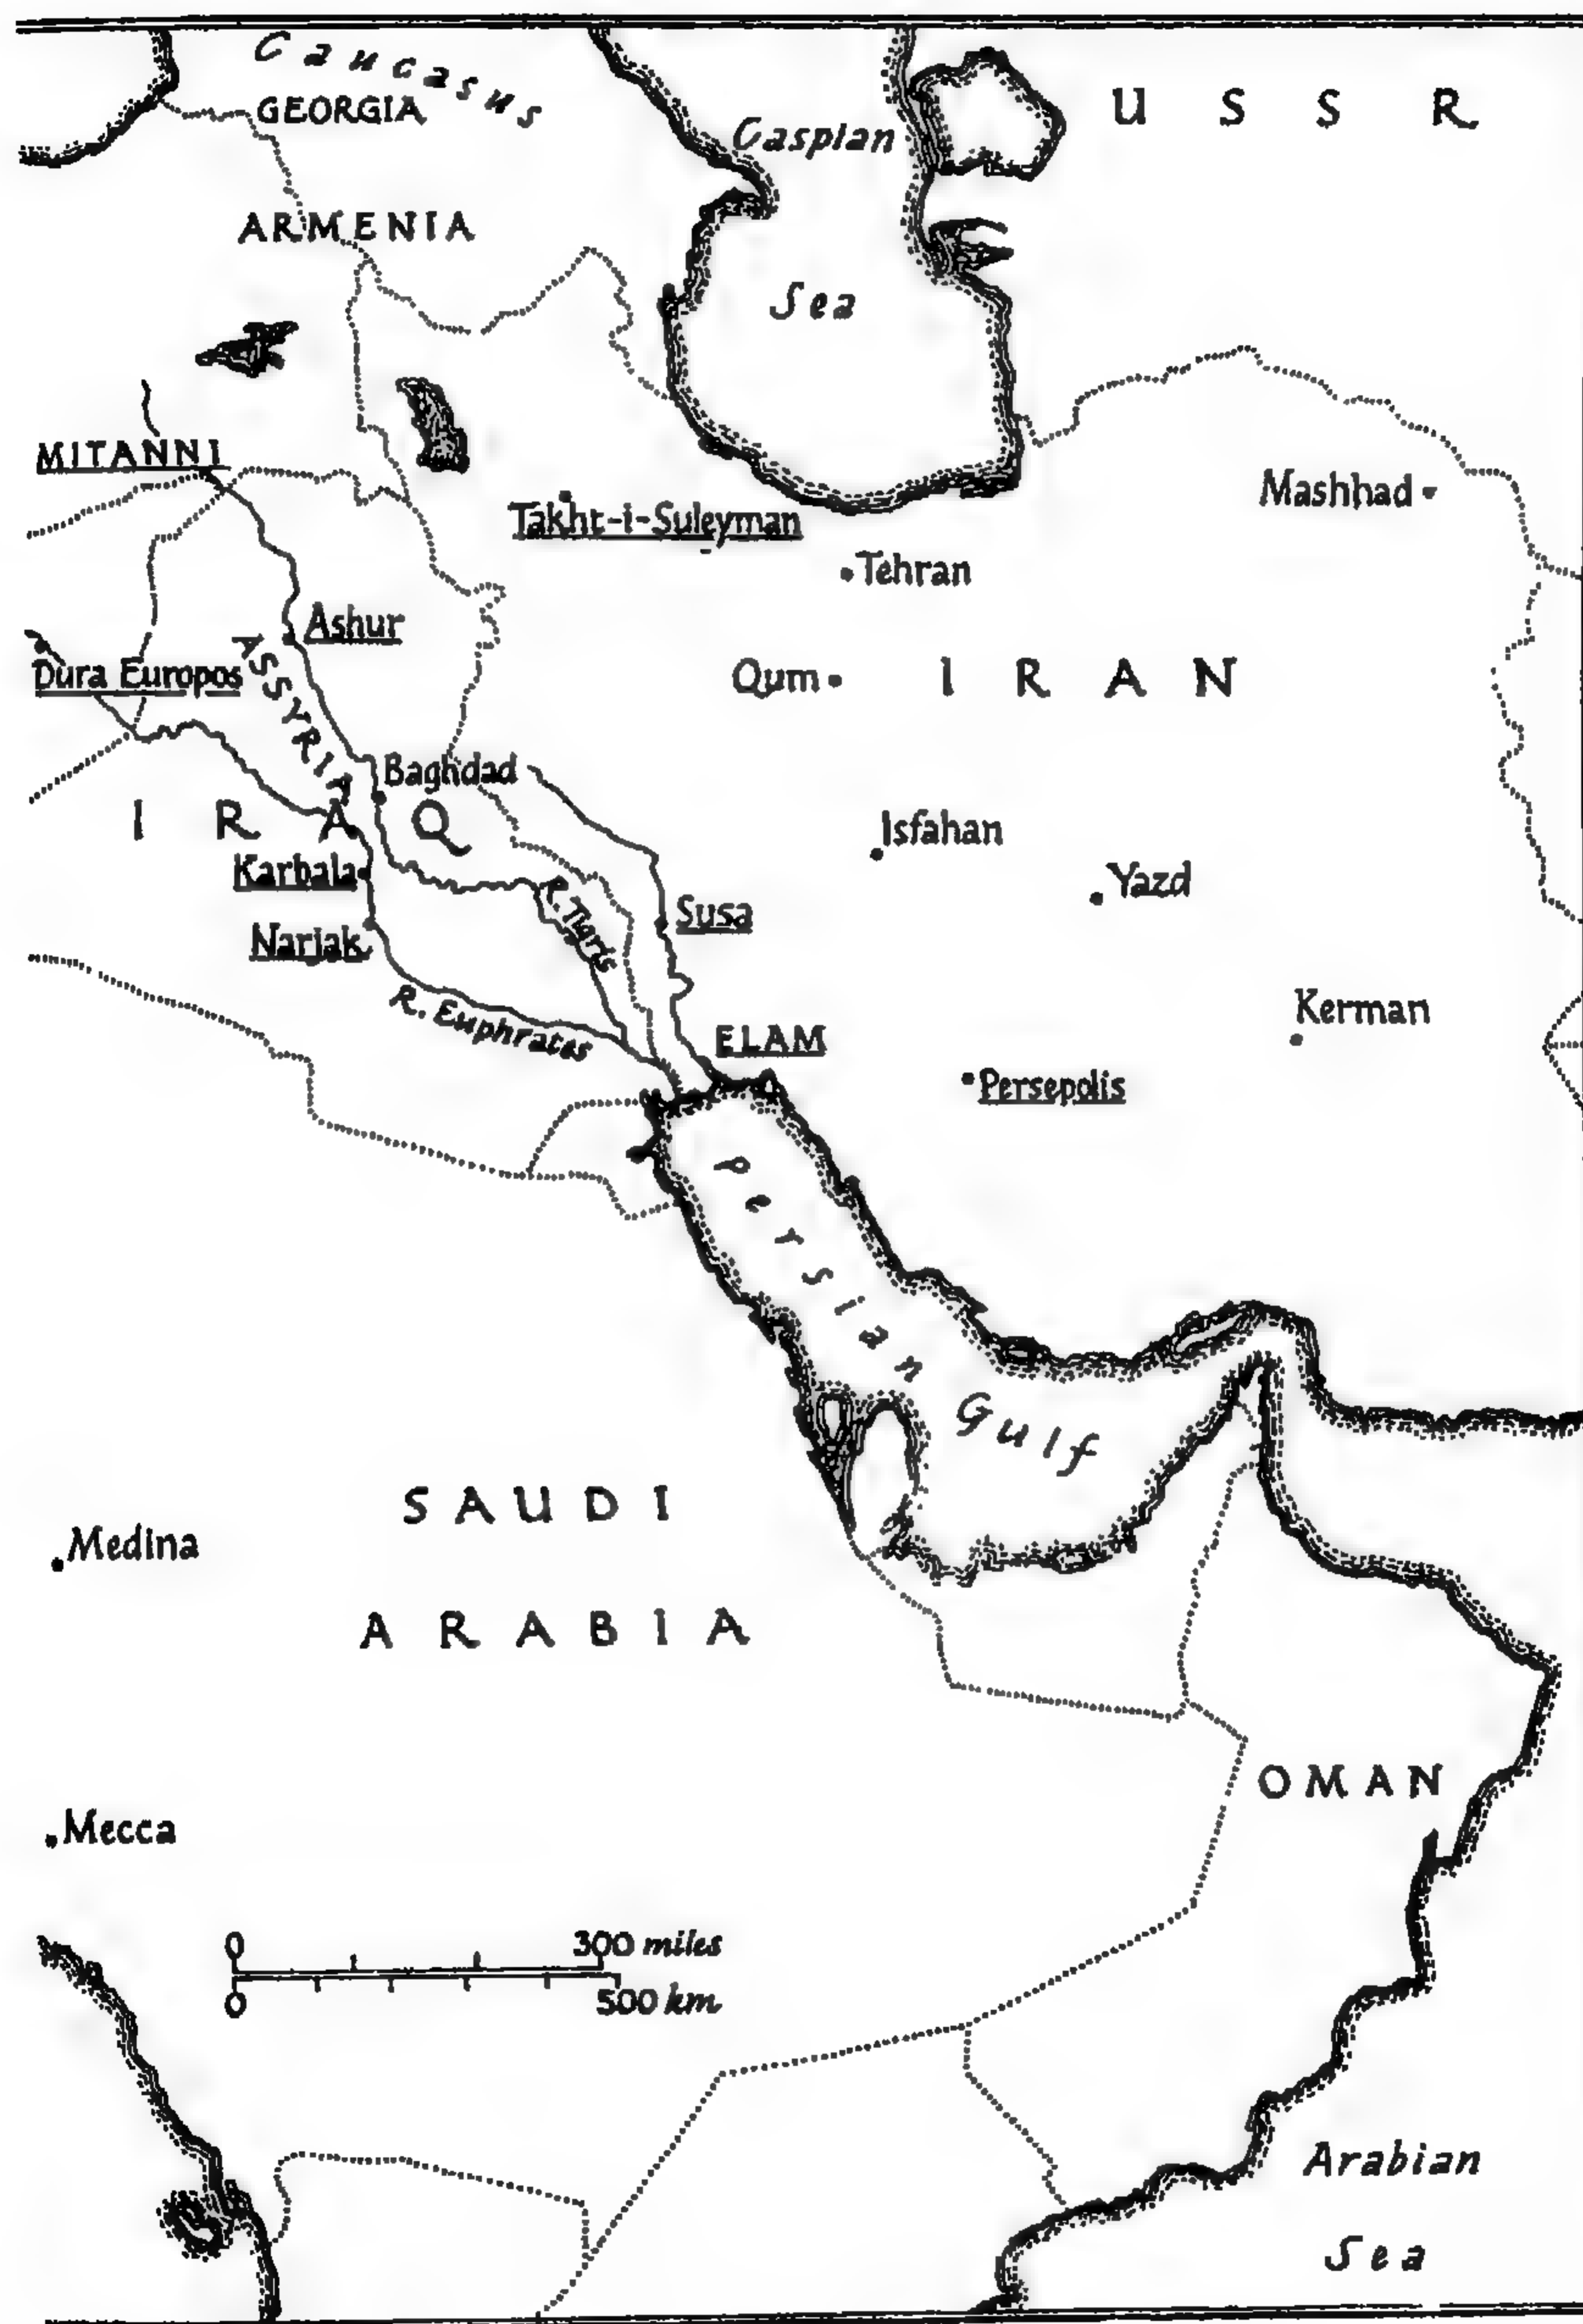 Caucasus
GEORGIA
Caspian
Sea
U S S R
ARMENIA
MITANNI
Mashhad
Takht-i-Suleyman
Tehran
Ashur
Dura Europos
ASSYRIA
Qum
I R A N
Baghdad
I R A Q
Isfahan
Karbala
Yazd
R. Tigris
Susa
Narjak
R. Euphrates
Kerman
ELAM
Persepolis
Persian
Gulf
SAUDI
ARABIA
Medina
OMAN
Mecca
0 300 miles
0 500 km
Arabian
Sea